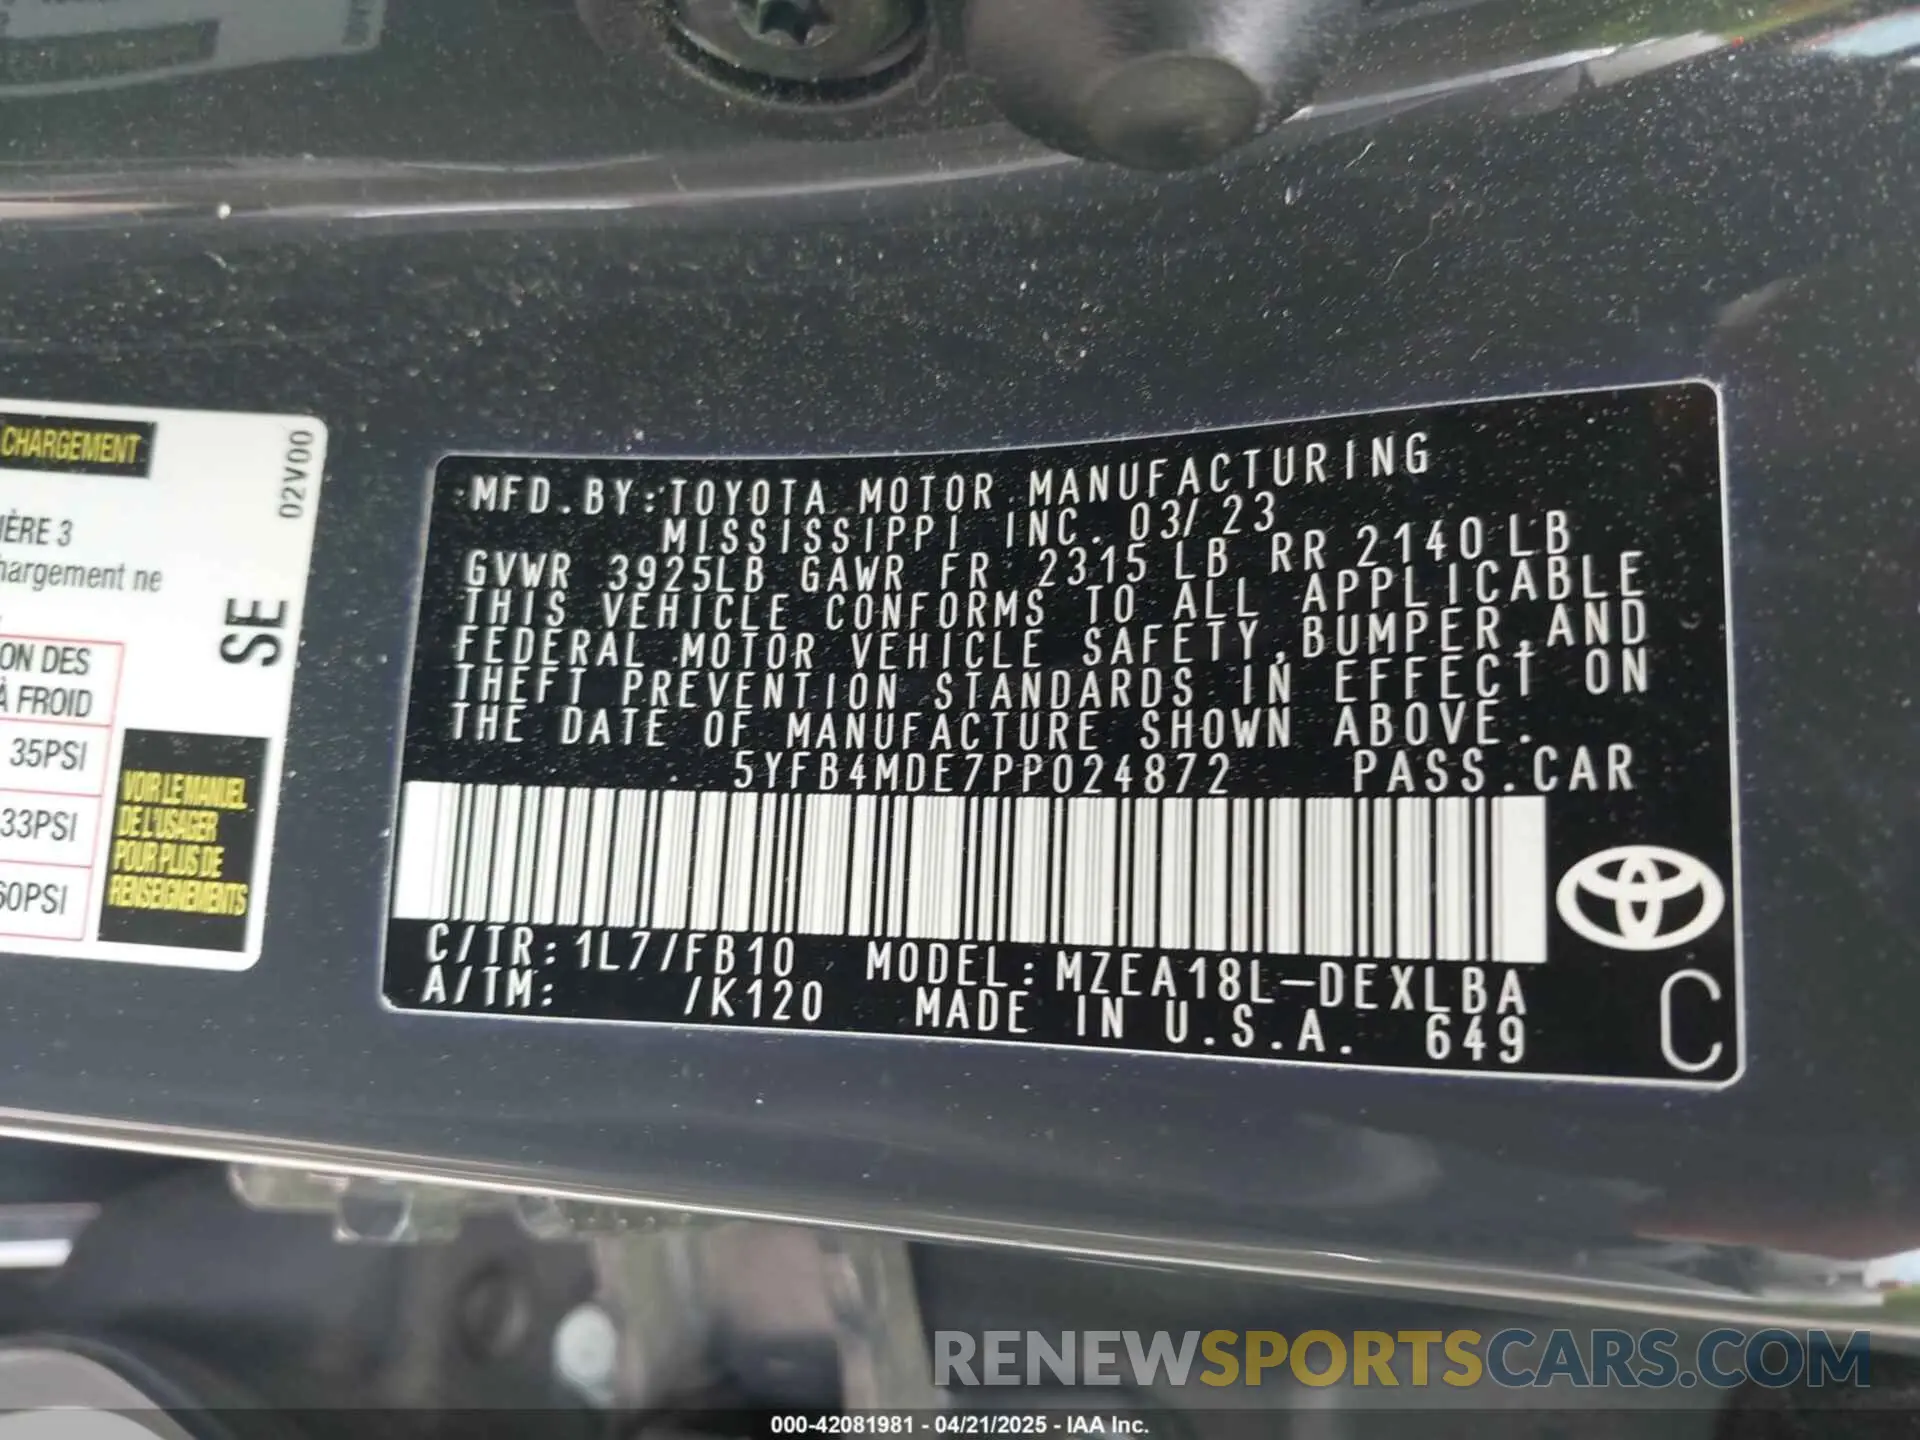 CHARGEMENT
02V00
IÈRE 3
hargement ne
SE
ON DES
À FROID
35PSI
33PSI
60PSI
VOIR LE MANUEL
DE L'USAGER
POUR PLUS DE
RENSEIGNEMENTS
MFD.BY:TOYOTA MOTOR MANUFACTURING
MISSISSIPPI INC. 03/23
GVWR 3925LB GAWR FR 2315 LB RR 2140 LB
THIS VEHICLE CONFORMS TO ALL APPLICABLE
FEDERAL MOTOR VEHICLE SAFETY,BUMPER,AND
THEFT PREVENTION STANDARDS IN EFFECT ON
THE DATE OF MANUFACTURE SHOWN ABOVE.
5YFB4MDE7PP024872 PASS.CAR
C/TR:1L7/FB10 MODEL:MZEA18L-DEXLBA
A/TM: /K120 MADE IN U.S.A. 649
C
RENEWSPORTSCARS.COM
000-42081981 - 04/21/2025 - IAA Inc.